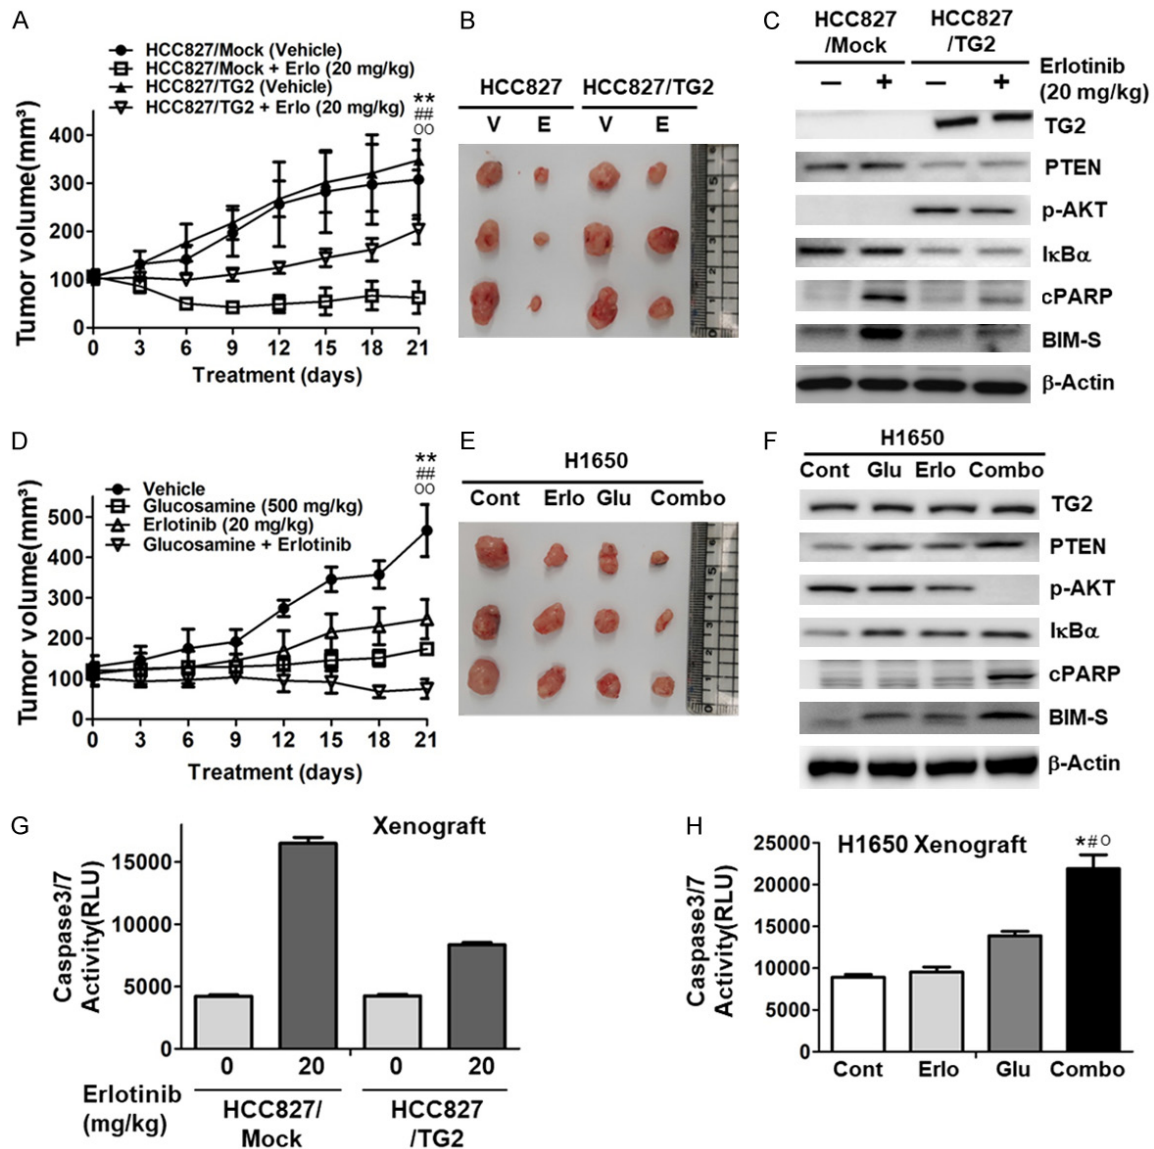 A
HCC827/Mock (Vehicle)
HCC827/Mock + Erlo (20 mg/kg)
HCC827/TG2 (Vehicle)
HCC827/TG2 + Erlo (20 mg/kg)
**
##
○○
Tumor volume(mm³)
400
300
200
100
0
0 3 6 9 12 15 18 21
Treatment (days)
B
HCC827 HCC827/TG2
V E V E
5
3
1
C
HCC827 HCC827
/Mock /TG2
Erlotinib
— + — + (20 mg/kg)
TG2
PTEN
p-AKT
IκBα
cPARP
BIM-S
β-Actin
D
Vehicle
Glucosamine (500 mg/kg)
Erlotinib (20 mg/kg)
Glucosamine + Erlotinib
**
##
○○
Tumor volume(mm³)
500
400
300
200
100
0
0 3 6 9 12 15 18 21
Treatment (days)
E
H1650
Cont Erlo Glu Combo
F
H1650
Cont Glu Erlo Combo
TG2
PTEN
p-AKT
IκBα
cPARP
BIM-S
β-Actin
G
Xenograft
Caspase3/7
Activity(RLU)
15000
10000
5000
0
0 20 0 20
Erlotinib
(mg/kg)
HCC827/ HCC827
Mock /TG2
H
H1650 Xenograft
*#○
Caspase3/7
Activity(RLU)
25000
20000
15000
10000
5000
0
Cont Erlo Glu Combo